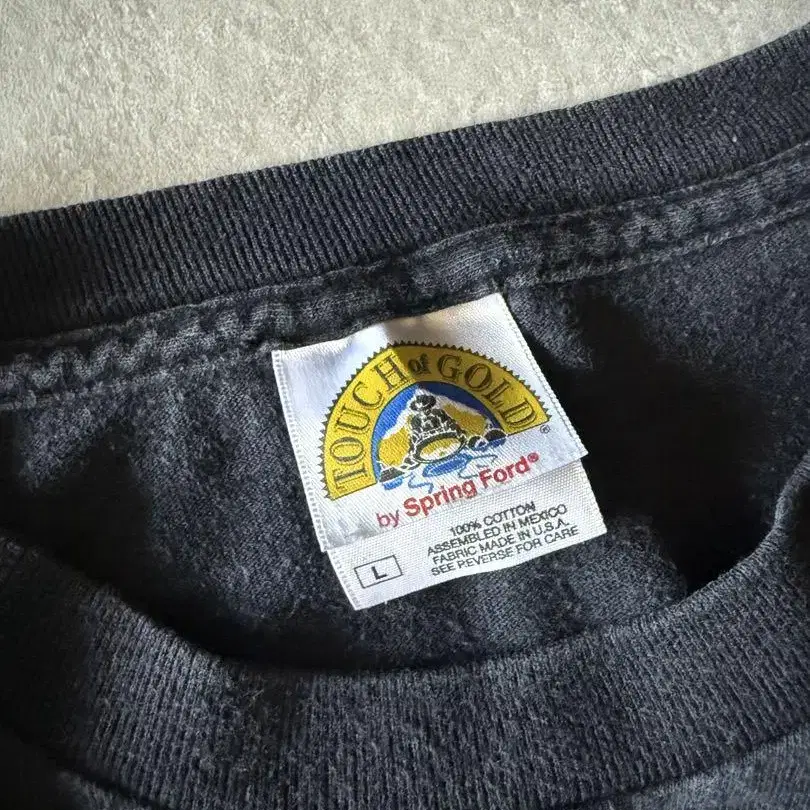 TOUCH of GOLD®
by Spring Ford®
100% COTTON
ASSEMBLED IN MEXICO
FABRIC MADE IN U.S.A.
SEE REVERSE FOR CARE
L